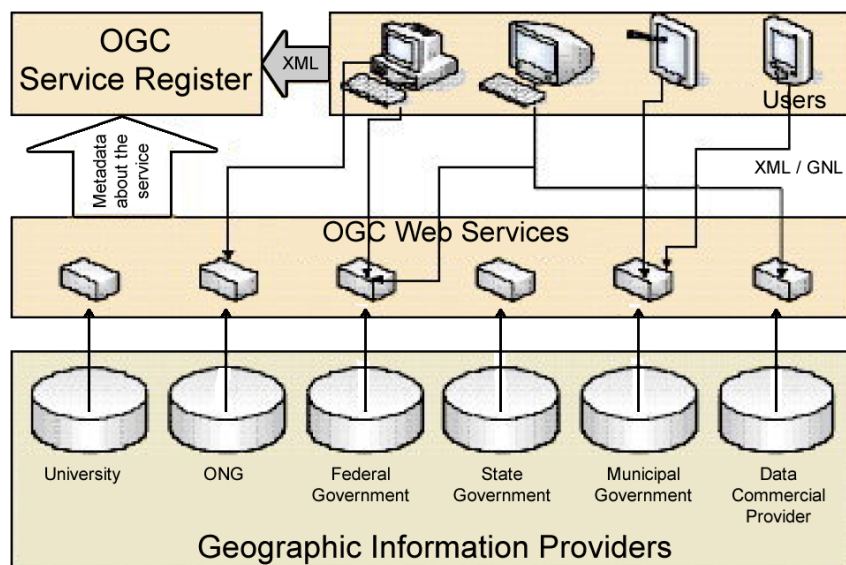 OGC
Service Register
XML
Users
Metadata
about the
service
XML / GNL
OGC Web Services
University
ONG
Federal
Government
State
Government
Municipal
Government
Data
Commercial
Provider
Geographic Information Providers